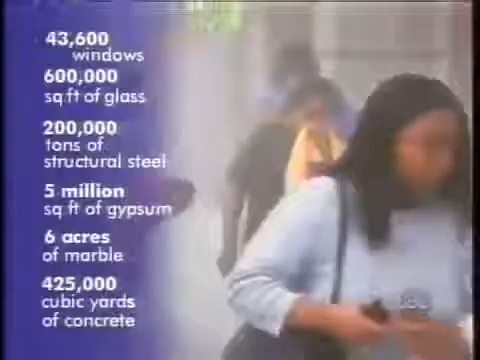 43,600
windows
600,000
sq.ft of glass
200,000
tons of
structural steel
5 million
sq.ft of gypsum
6 acres
of marble
425,000
cubic yards
of concrete